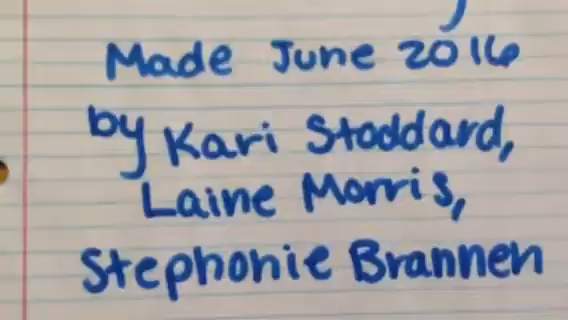 Made June 2016
by Kari Stoddard,
Laine Morris,
Stephonie Brannen